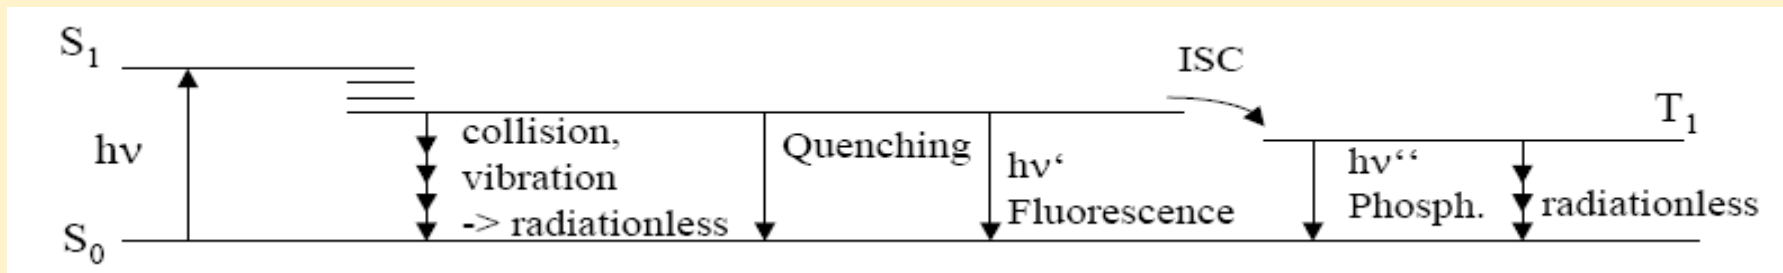 S1
hν
S0
collision,
vibration
-> radiationless
Quenching
hν‘
Fluorescence
ISC
T1
hν‘‘
Phosph.
radiationless